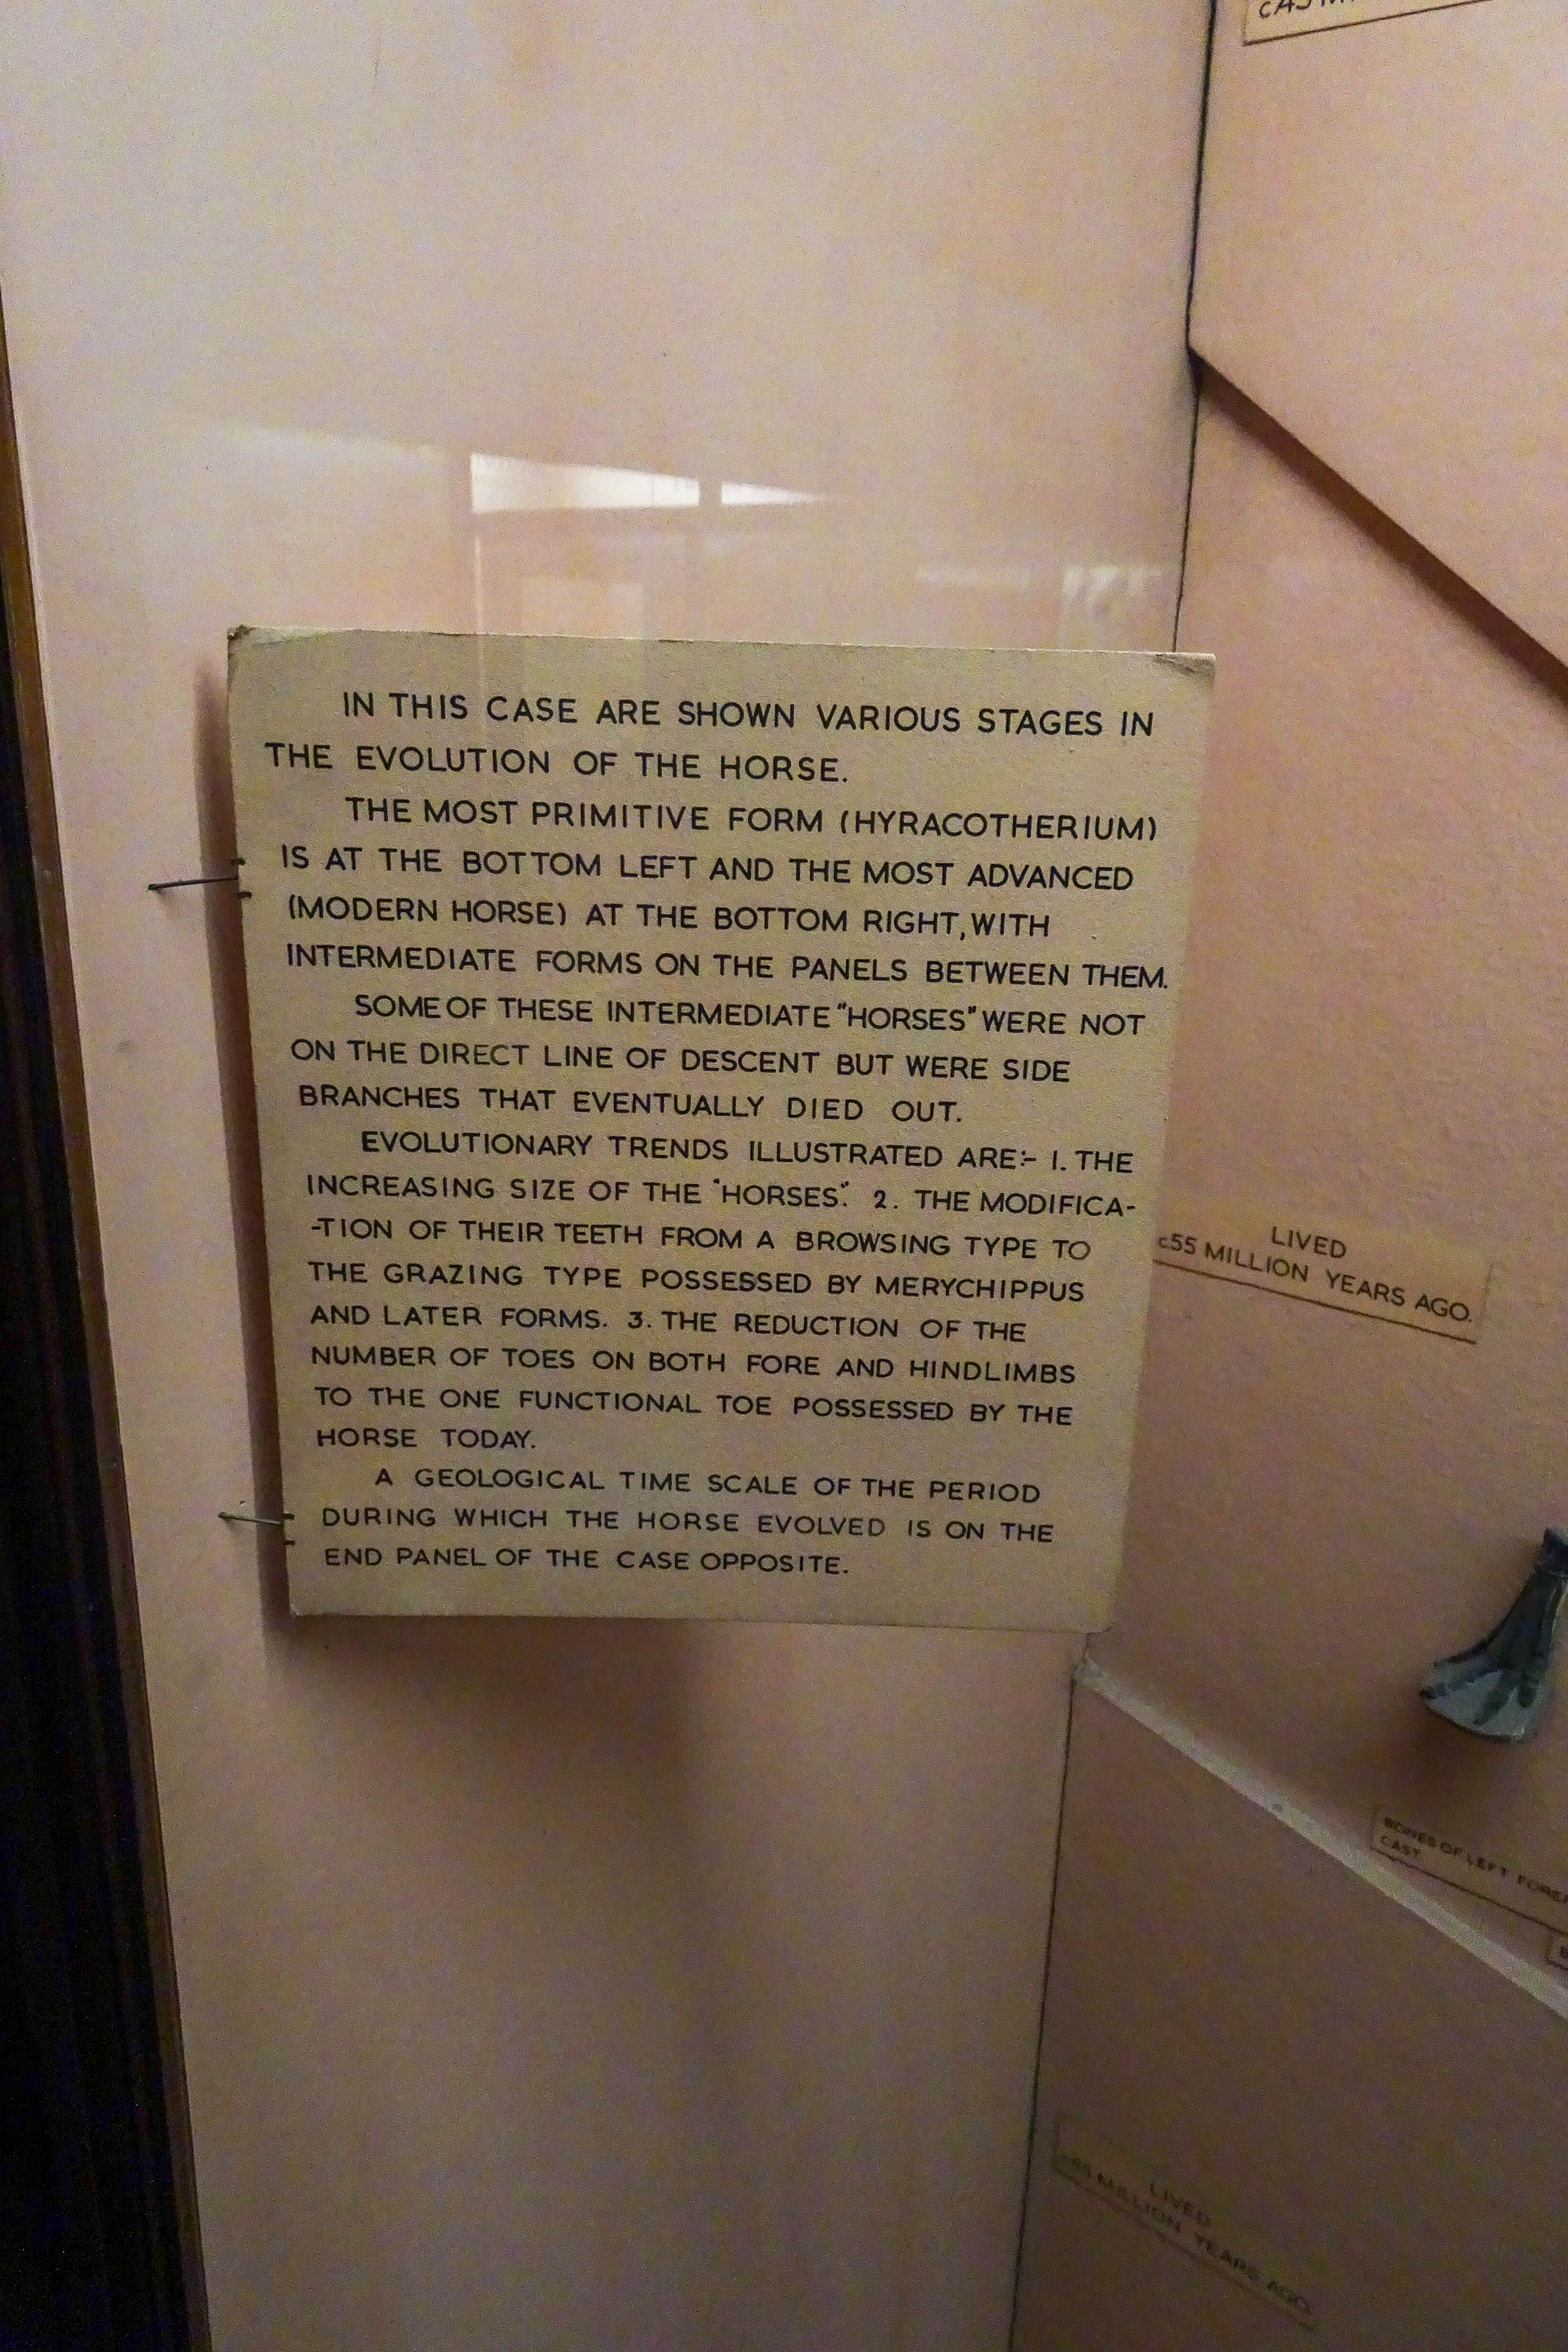 IN THIS CASE ARE SHOWN VARIOUS STAGES IN
THE EVOLUTION OF THE HORSE.
THE MOST PRIMITIVE FORM (HYRACOTHERIUM)
IS AT THE BOTTOM LEFT AND THE MOST ADVANCED
(MODERN HORSE) AT THE BOTTOM RIGHT, WITH
INTERMEDIATE FORMS ON THE PANELS BETWEEN THEM.
SOME OF THESE INTERMEDIATE "HORSES" WERE NOT
ON THE DIRECT LINE OF DESCENT BUT WERE SIDE
BRANCHES THAT EVENTUALLY DIED OUT.
EVOLUTIONARY TRENDS ILLUSTRATED ARE:- 1. THE
INCREASING SIZE OF THE "HORSES". 2. THE MODIFICA-
-TION OF THEIR TEETH FROM A BROWSING TYPE TO
THE GRAZING TYPE POSSESSED BY MERYCHIPPUS
AND LATER FORMS. 3. THE REDUCTION OF THE
NUMBER OF TOES ON BOTH FORE AND HINDLIMBS
TO THE ONE FUNCTIONAL TOE POSSESSED BY THE
HORSE TODAY.
A GEOLOGICAL TIME SCALE OF THE PERIOD
DURING WHICH THE HORSE EVOLVED IS ON THE
END PANEL OF THE CASE OPPOSITE.
LIVED
c55 MILLION YEARS AGO.
BONES OF LEFT
CAST
LIVED
MILLION YEARS AGO